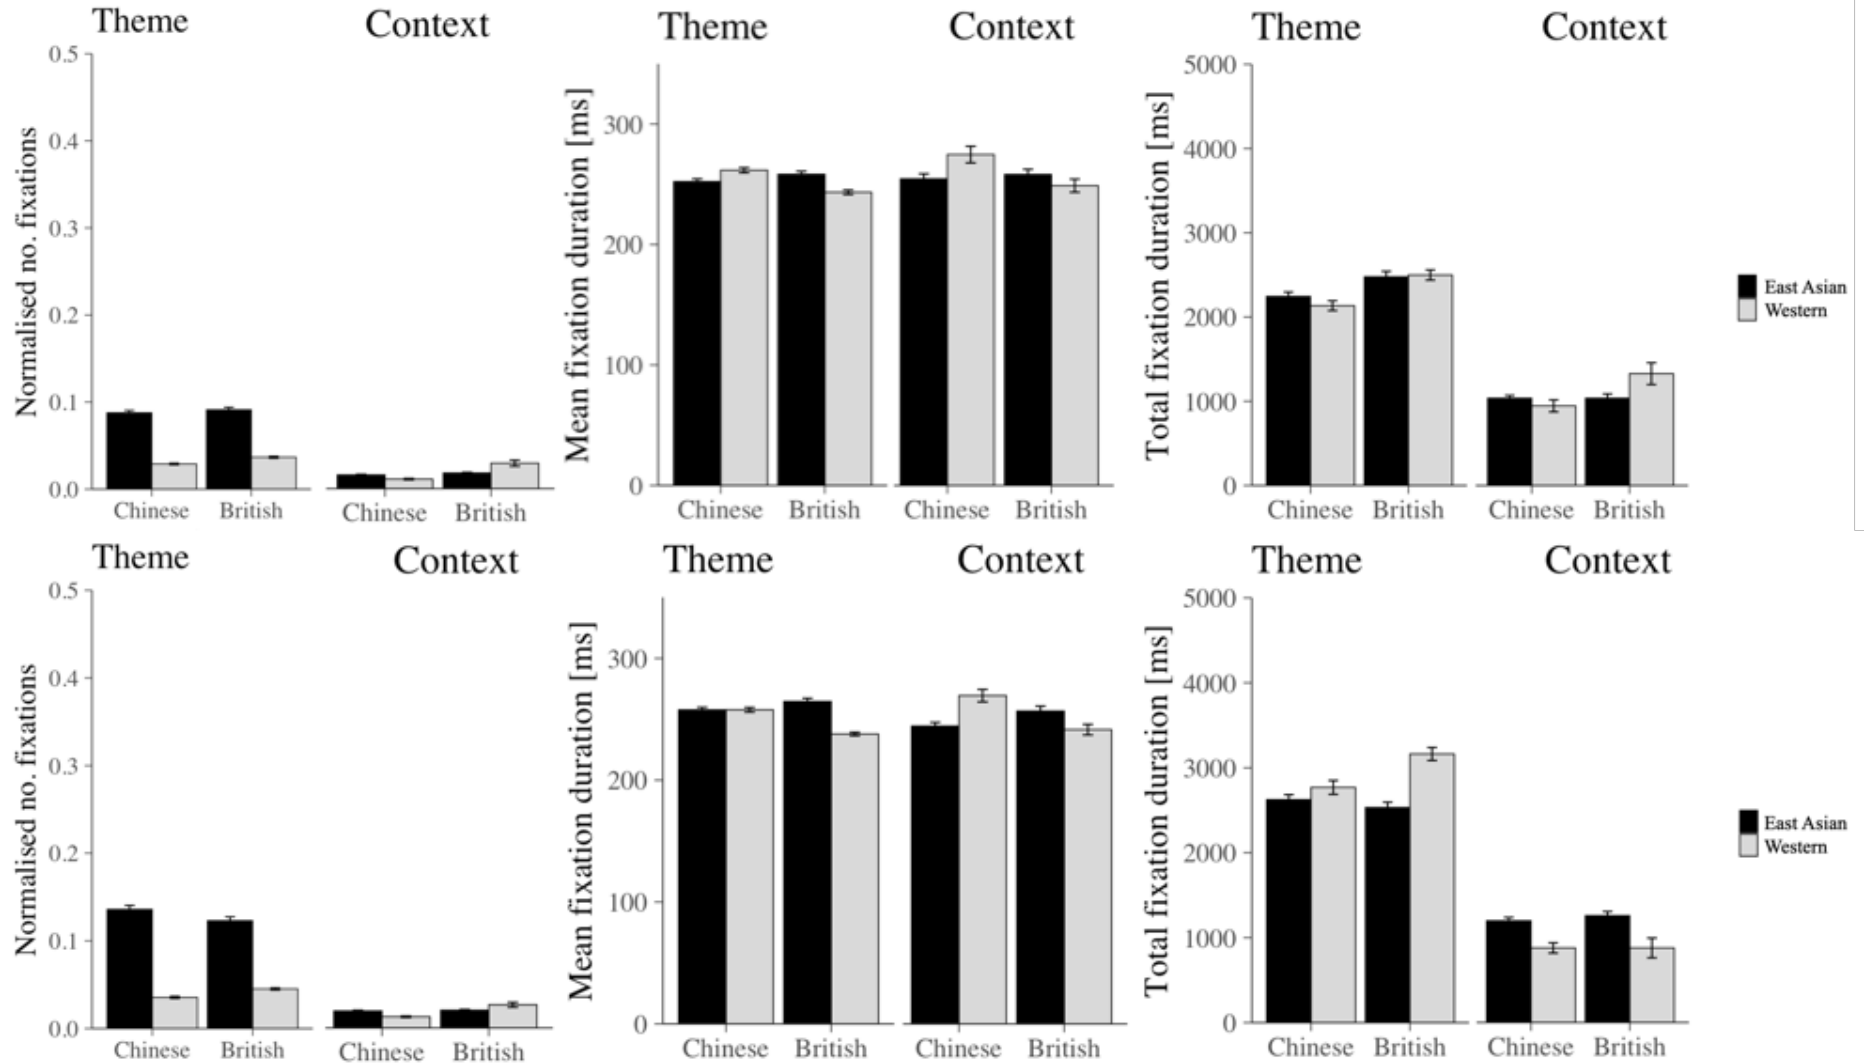 Theme Context
Normalised no. fixations
0.5
0.4
0.3
0.2
0.1
0.0
Chinese British Chinese British
Theme Context
Mean fixation duration [ms]
300
200
100
0
Chinese British Chinese British
Theme Context
Total fixation duration [ms]
5000
4000
3000
2000
1000
0
Chinese British Chinese British
East Asian
Western
Theme Context
Normalised no. fixations
0.5
0.4
0.3
0.2
0.1
0.0
Chinese British Chinese British
Theme Context
Mean fixation duration [ms]
300
200
100
0
Chinese British Chinese British
Theme Context
Total fixation duration [ms]
5000
4000
3000
2000
1000
0
Chinese British Chinese British
East Asian
Western